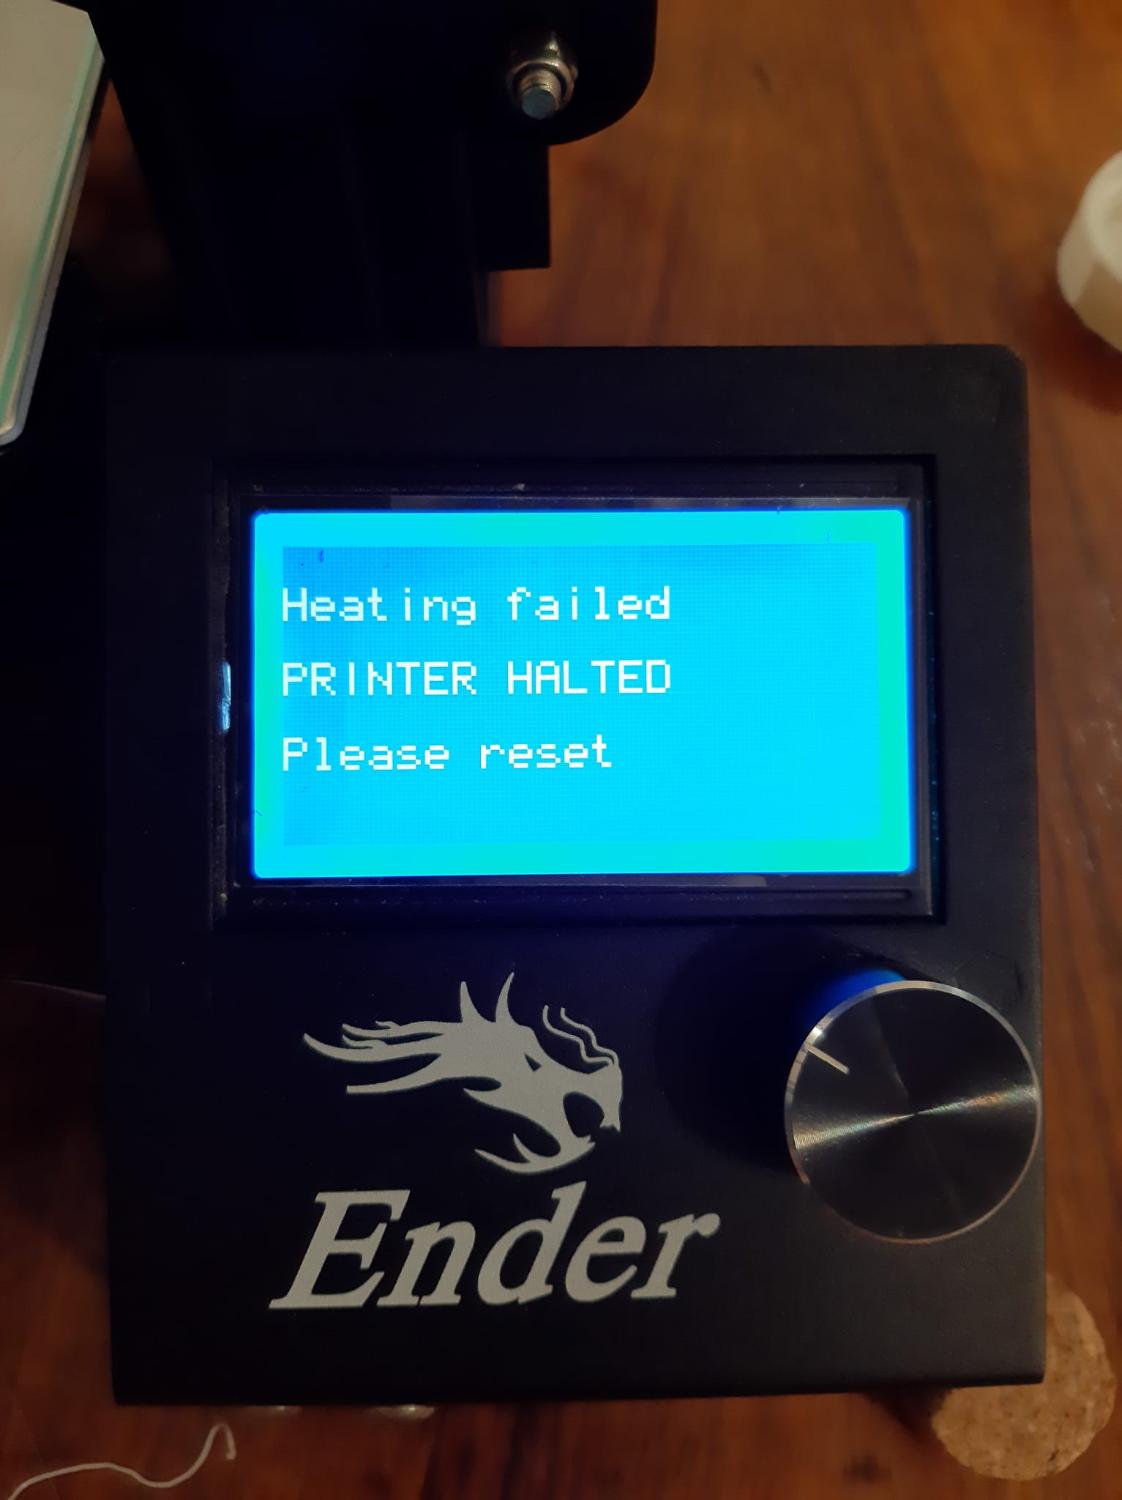 Heating failed
PRINTER HALTED
Please reset
Ender